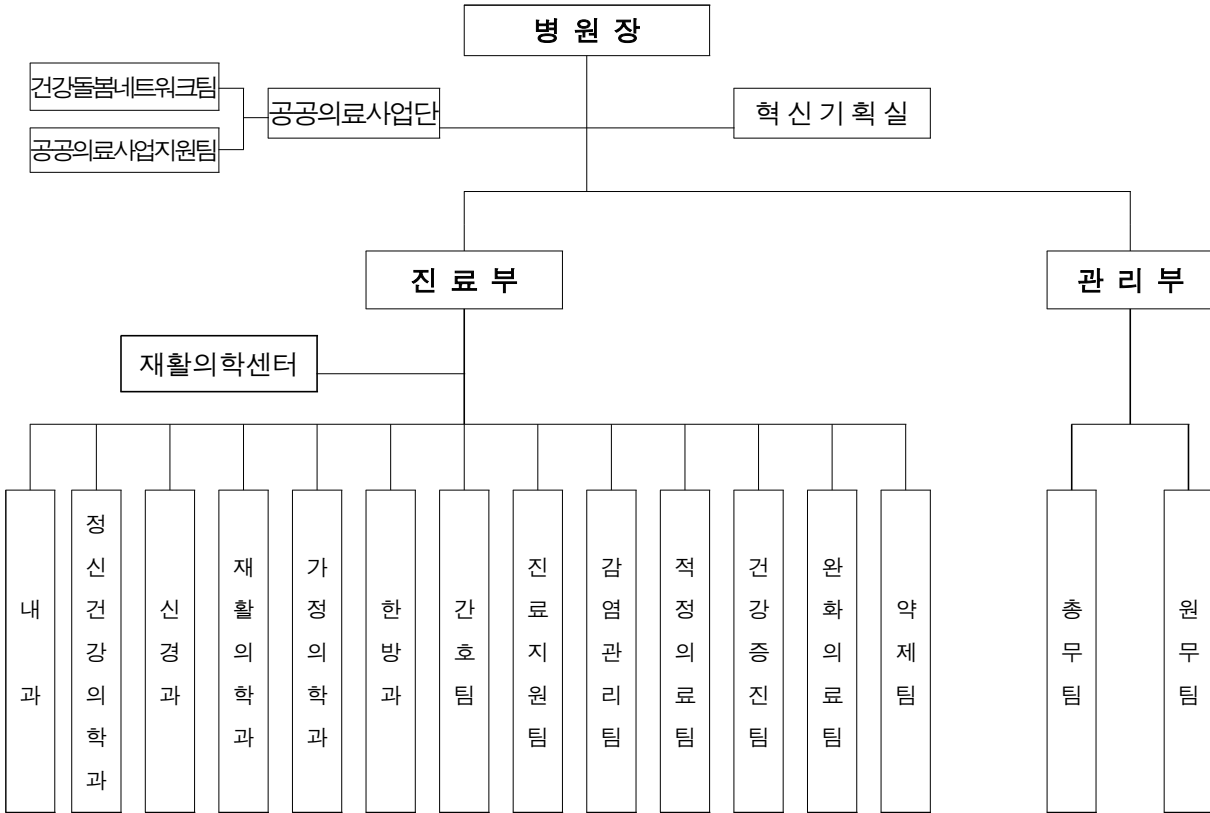 병 원 장
건강돌봄네트워크팀
공공의료사업단
혁 신 기 획 실
공공의료사업지원팀
진 료 부
관 리 부
재활의학센터
내과
정신건강의학과
신경과
재활의학과
가정의학과
한방과
간호팀
진료지원팀
감염관리팀
적정의료팀
건강증진팀
완화의료팀
약제팀
총무팀
원무팀